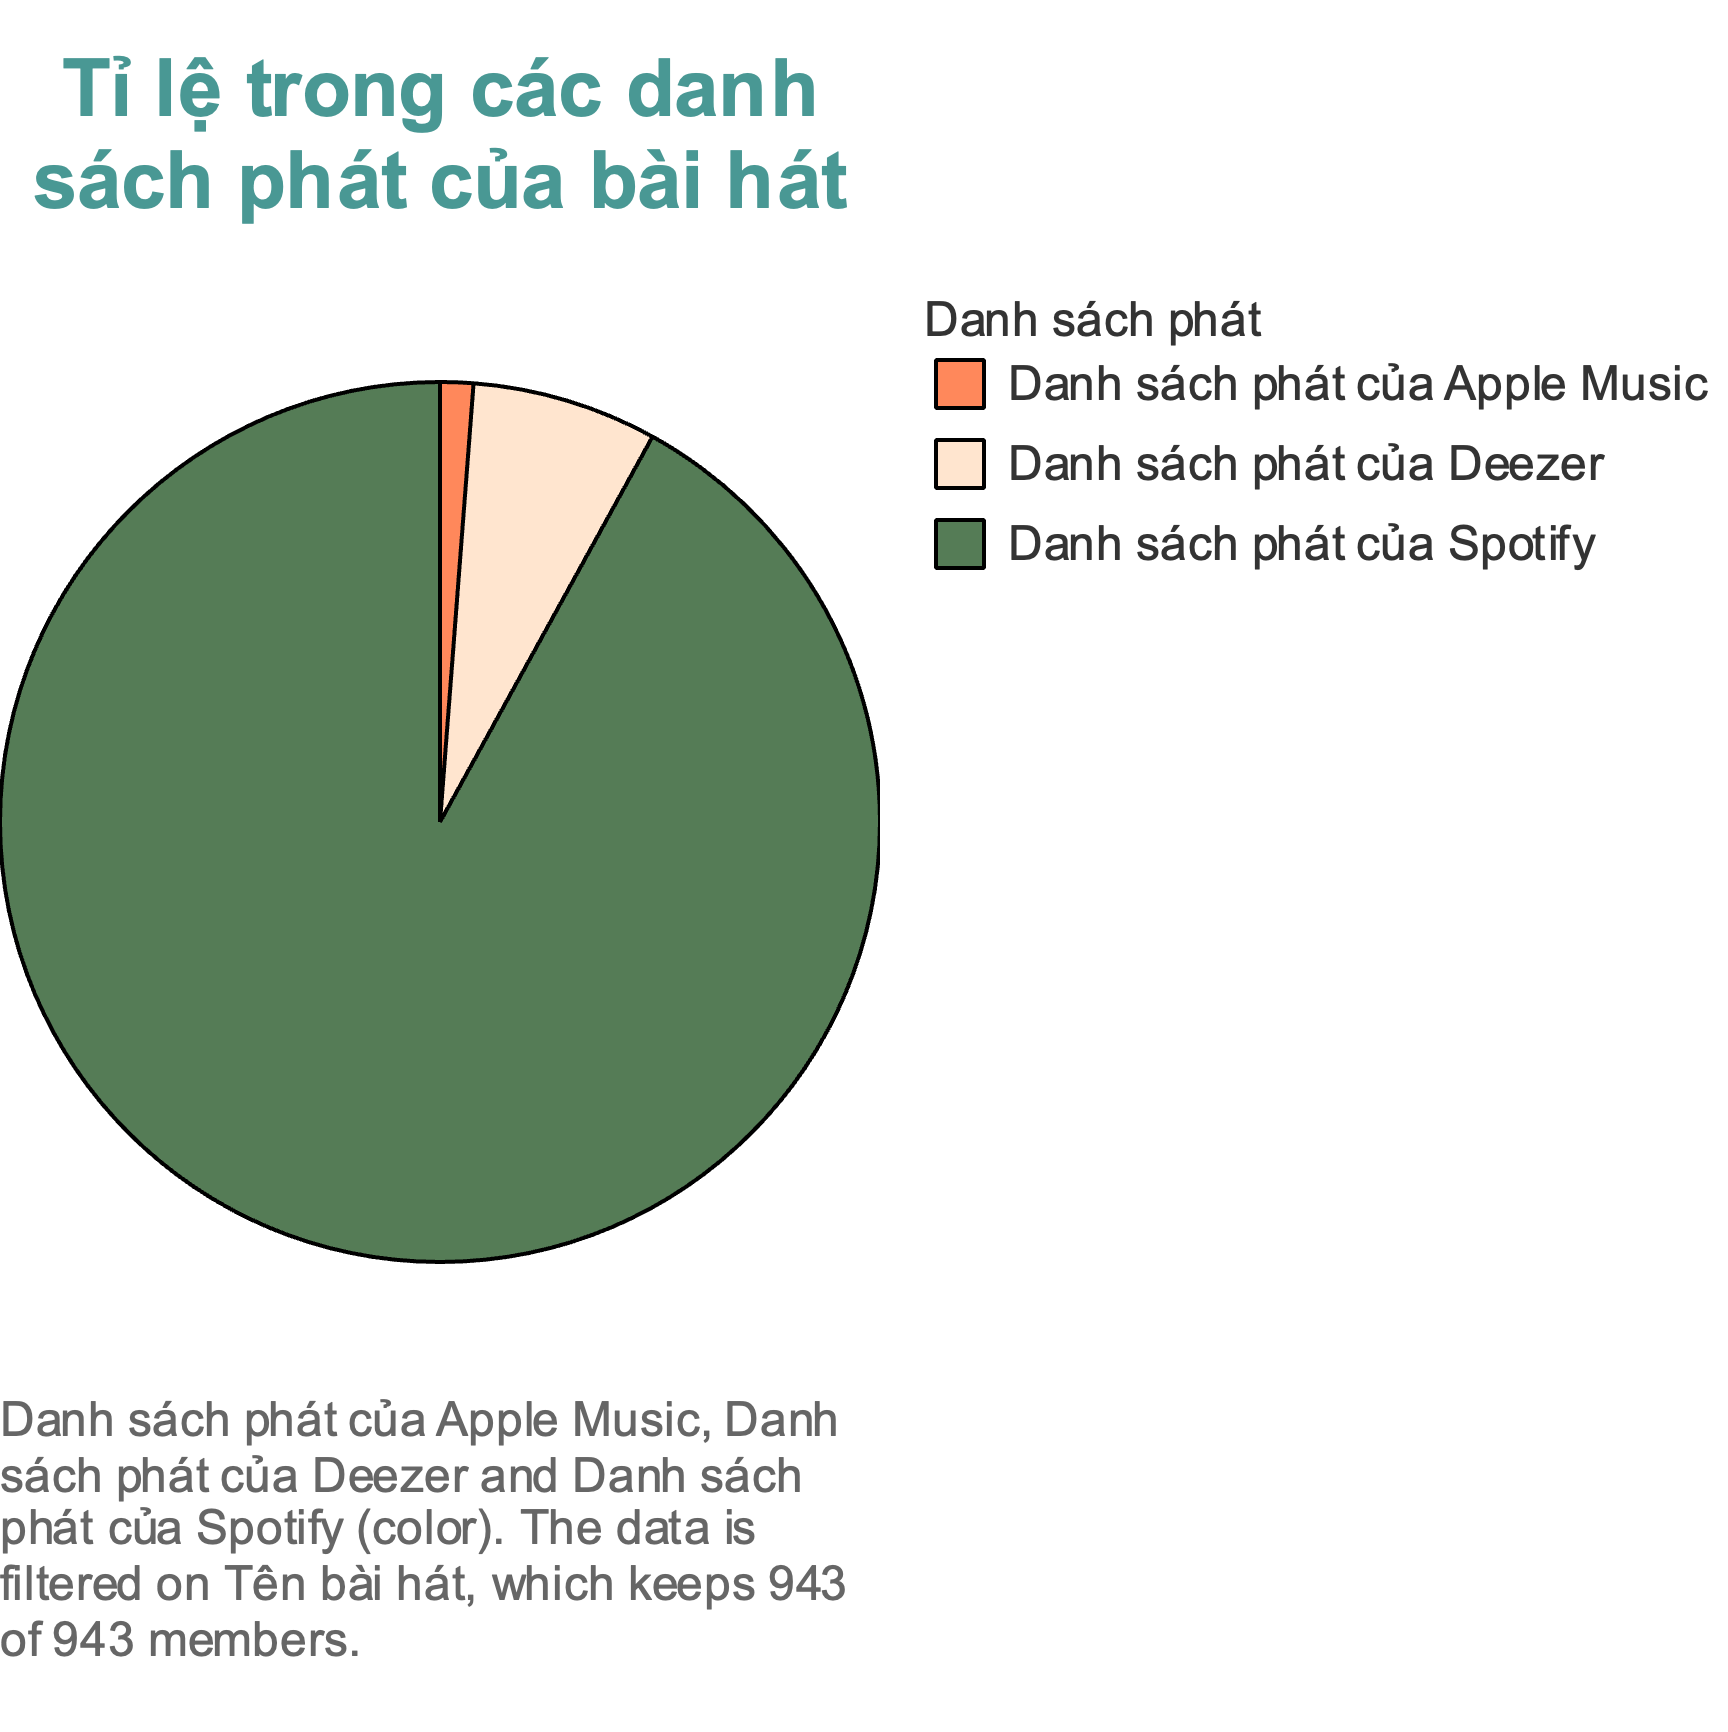 Tỉ lệ trong các danh
sách phát của bài hát
Danh sách phát
Danh sách phát của Apple Music
Danh sách phát của Deezer
Danh sách phát của Spotify
Danh sách phát của Apple Music, Danh
sách phát của Deezer and Danh sách
phát của Spotify (color). The data is
filtered on Tên bài hát, which keeps 943
of 943 members.